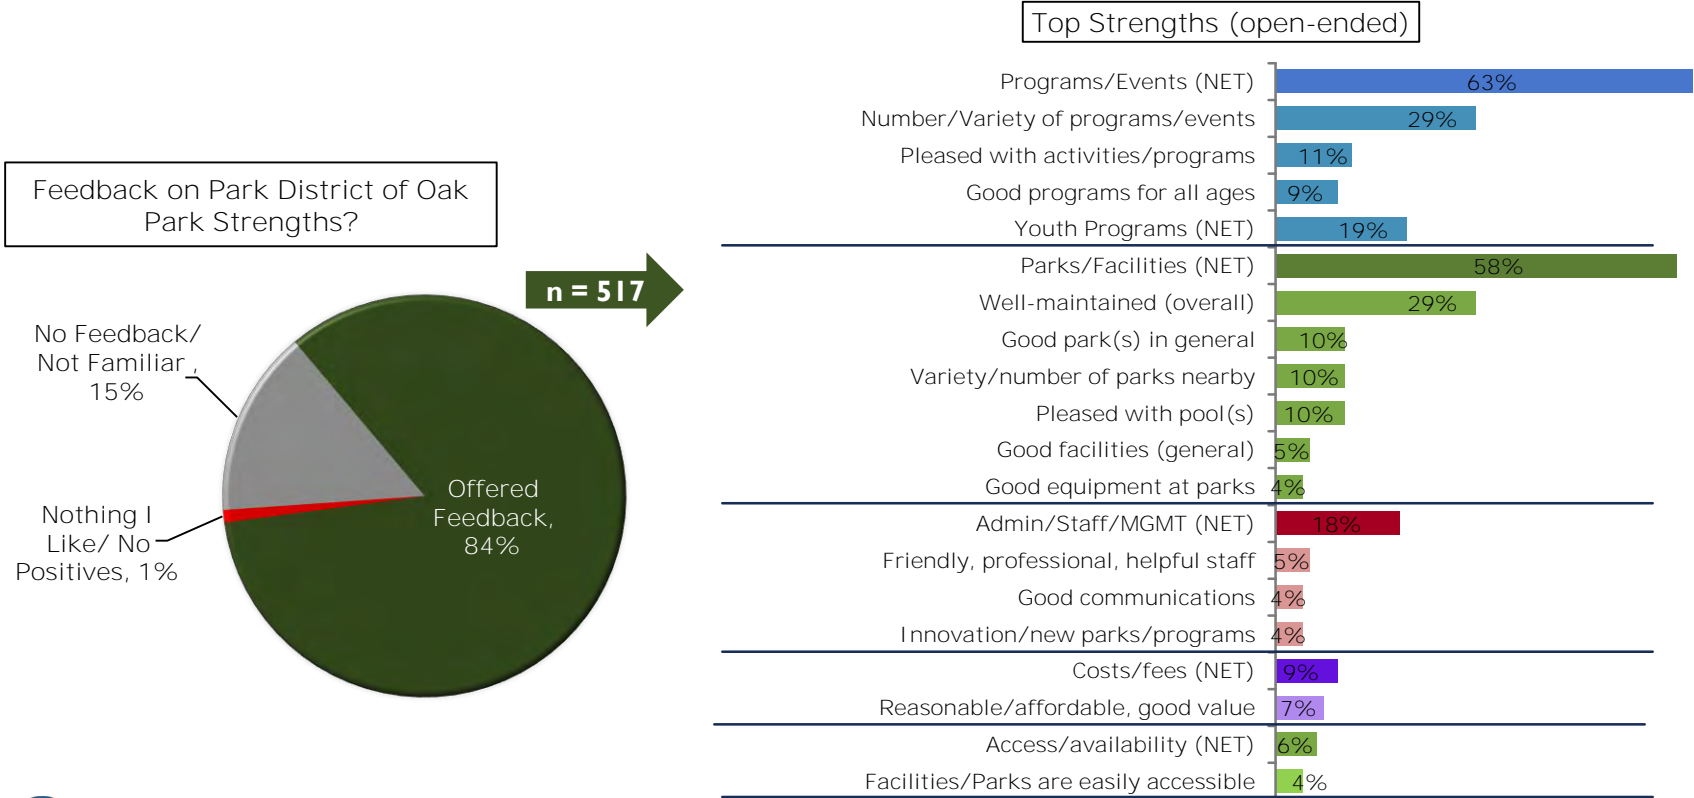 Top Strengths (open-ended)
Feedback on Park District of Oak
Park Strengths?
n = 517
No Feedback/
Not Familiar ,
15%
Nothing I
Like/ No
Positives, 1%
Offered
Feedback,
84%
Programs/Events (NET) 63%
Number/Variety of programs/events 29%
Pleased with activities/programs 11%
Good programs for all ages 9%
Youth Programs (NET) 19%
Parks/Facilities (NET) 58%
Well-maintained (overall) 29%
Good park(s) in general 10%
Variety/number of parks nearby 10%
Pleased with pool(s) 10%
Good facilities (general) 5%
Good equipment at parks 4%
Admin/Staff/MGMT (NET) 18%
Friendly, professional, helpful staff 5%
Good communications 4%
Innovation/new parks/programs 4%
Costs/fees (NET) 9%
Reasonable/affordable, good value 7%
Access/availability (NET) 6%
Facilities/Parks are easily accessible 4%